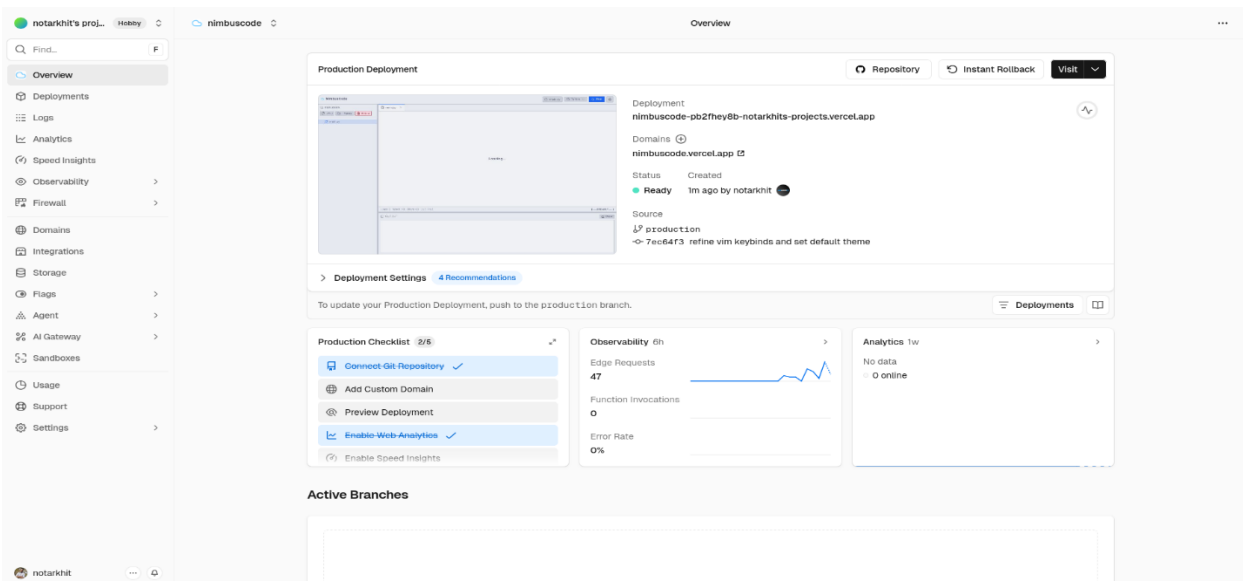 notarkhit's proj... Hobby
nimbuscode
Overview
Find... F
Overview
Deployments
Logs
Analytics
Speed Insights
Observability
Firewall
Domains
Integrations
Storage
Flags
Agent
AI Gateway
Sandboxes
Usage
Support
Settings
notarkhit
Production Deployment
Repository
Instant Rollback
Visit
Deployment
nimbuscode-pb2fhey8b-notarkhits-projects.vercel.app
Domains
nimbuscode.vercel.app
Status Created
Ready 1m ago by notarkhit
Source
production
7ec64f3 refine vim keybinds and set default theme
Deployment Settings 4 Recommendations
To update your Production Deployment, push to the production branch.
Deployments
Production Checklist 2/5
Connect Git Repository
Add Custom Domain
Preview Deployment
Enable Web Analytics
Enable Speed Insights
Observability 6h
Edge Requests
47
Function Invocations
0
Error Rate
0%
Analytics 1w
No data
0 online
Active Branches